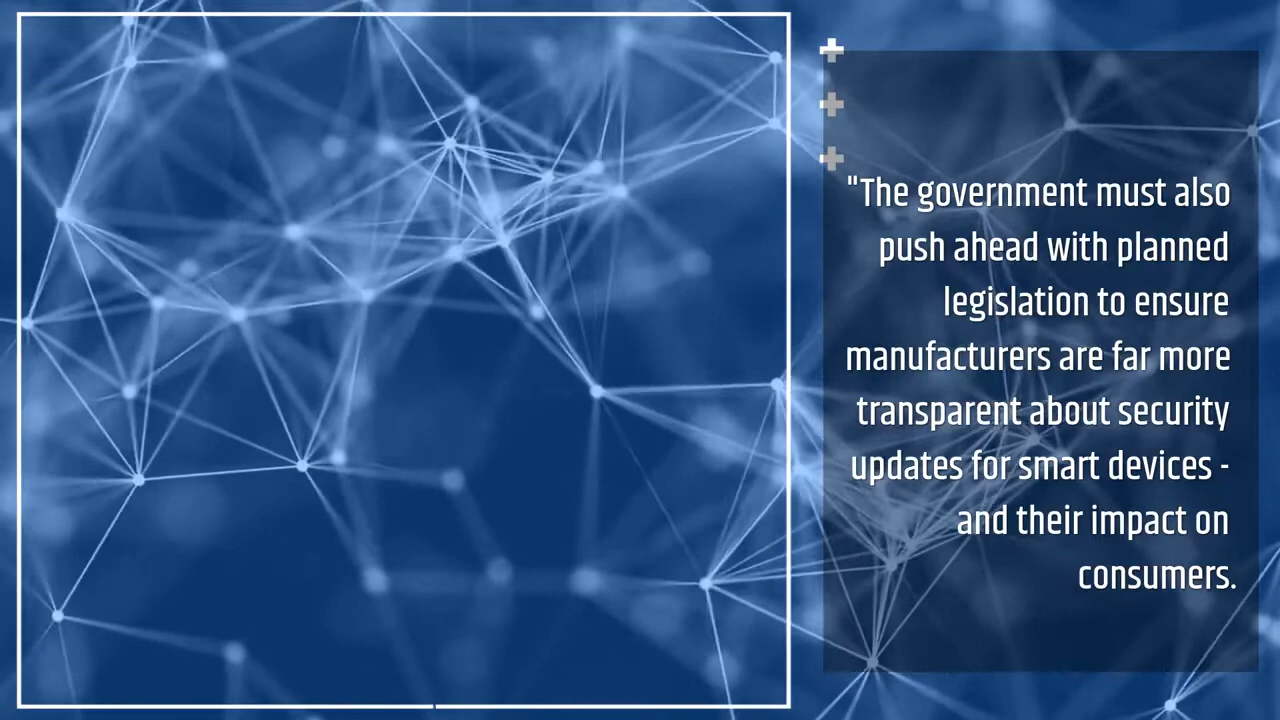 "The government must also
push ahead with planned
legislation to ensure
manufacturers are far more
transparent about security
updates for smart devices -
and their impact on
consumers.